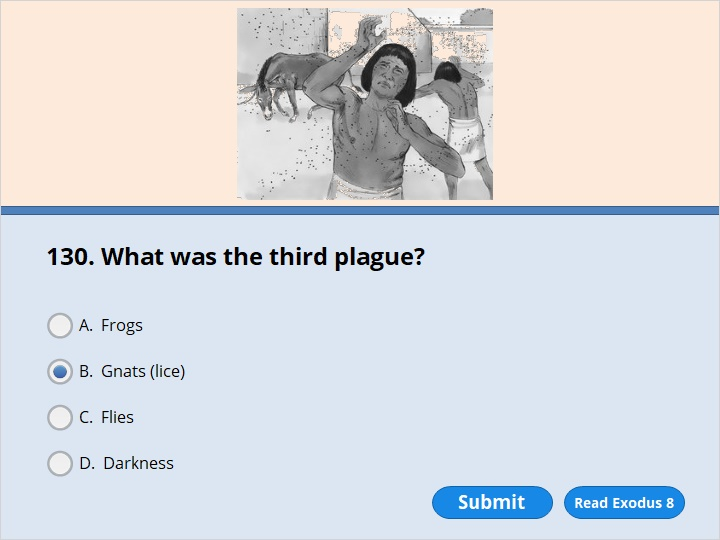 130. What was the third plague?
A. Frogs
B. Gnats (lice)
C. Flies
D. Darkness
Submit
Read Exodus 8